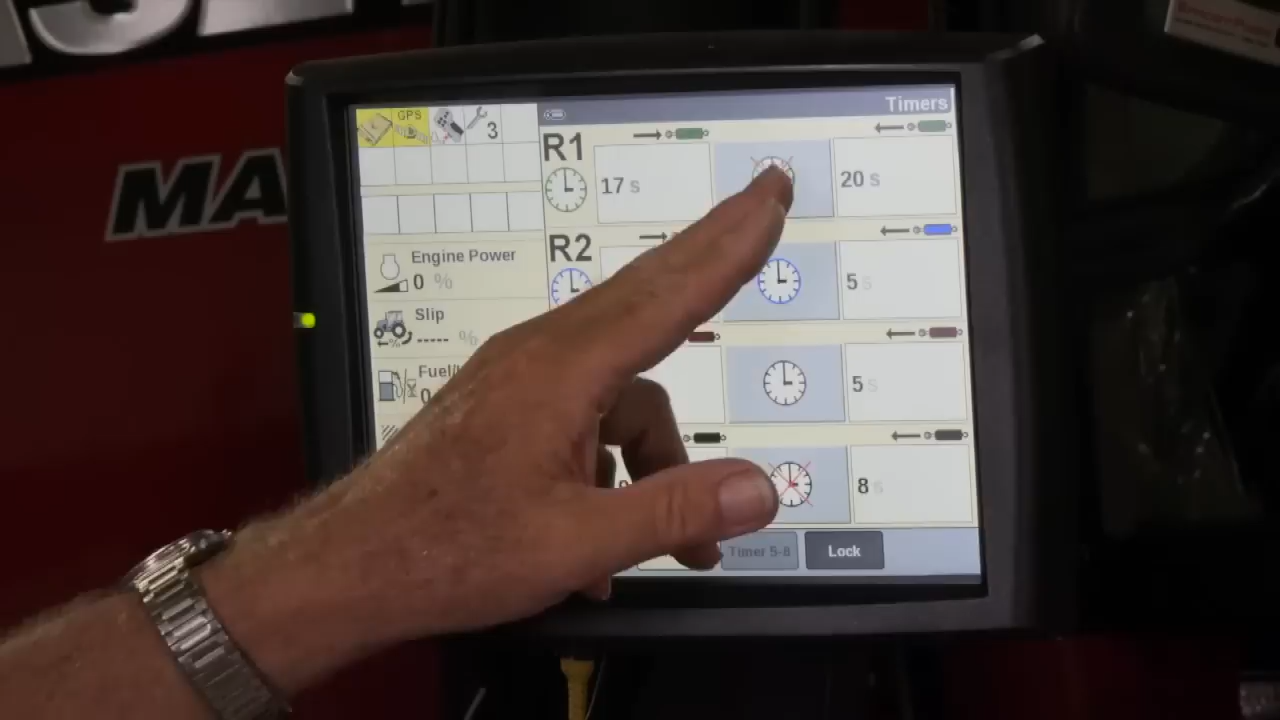 MA
Timers
GPS
3
R1
17 s
20 s
R2
5 s
Engine Power
0 %
Slip
----- %
Fuel/
0
5 s
8 s
Timer 5-8
Lock